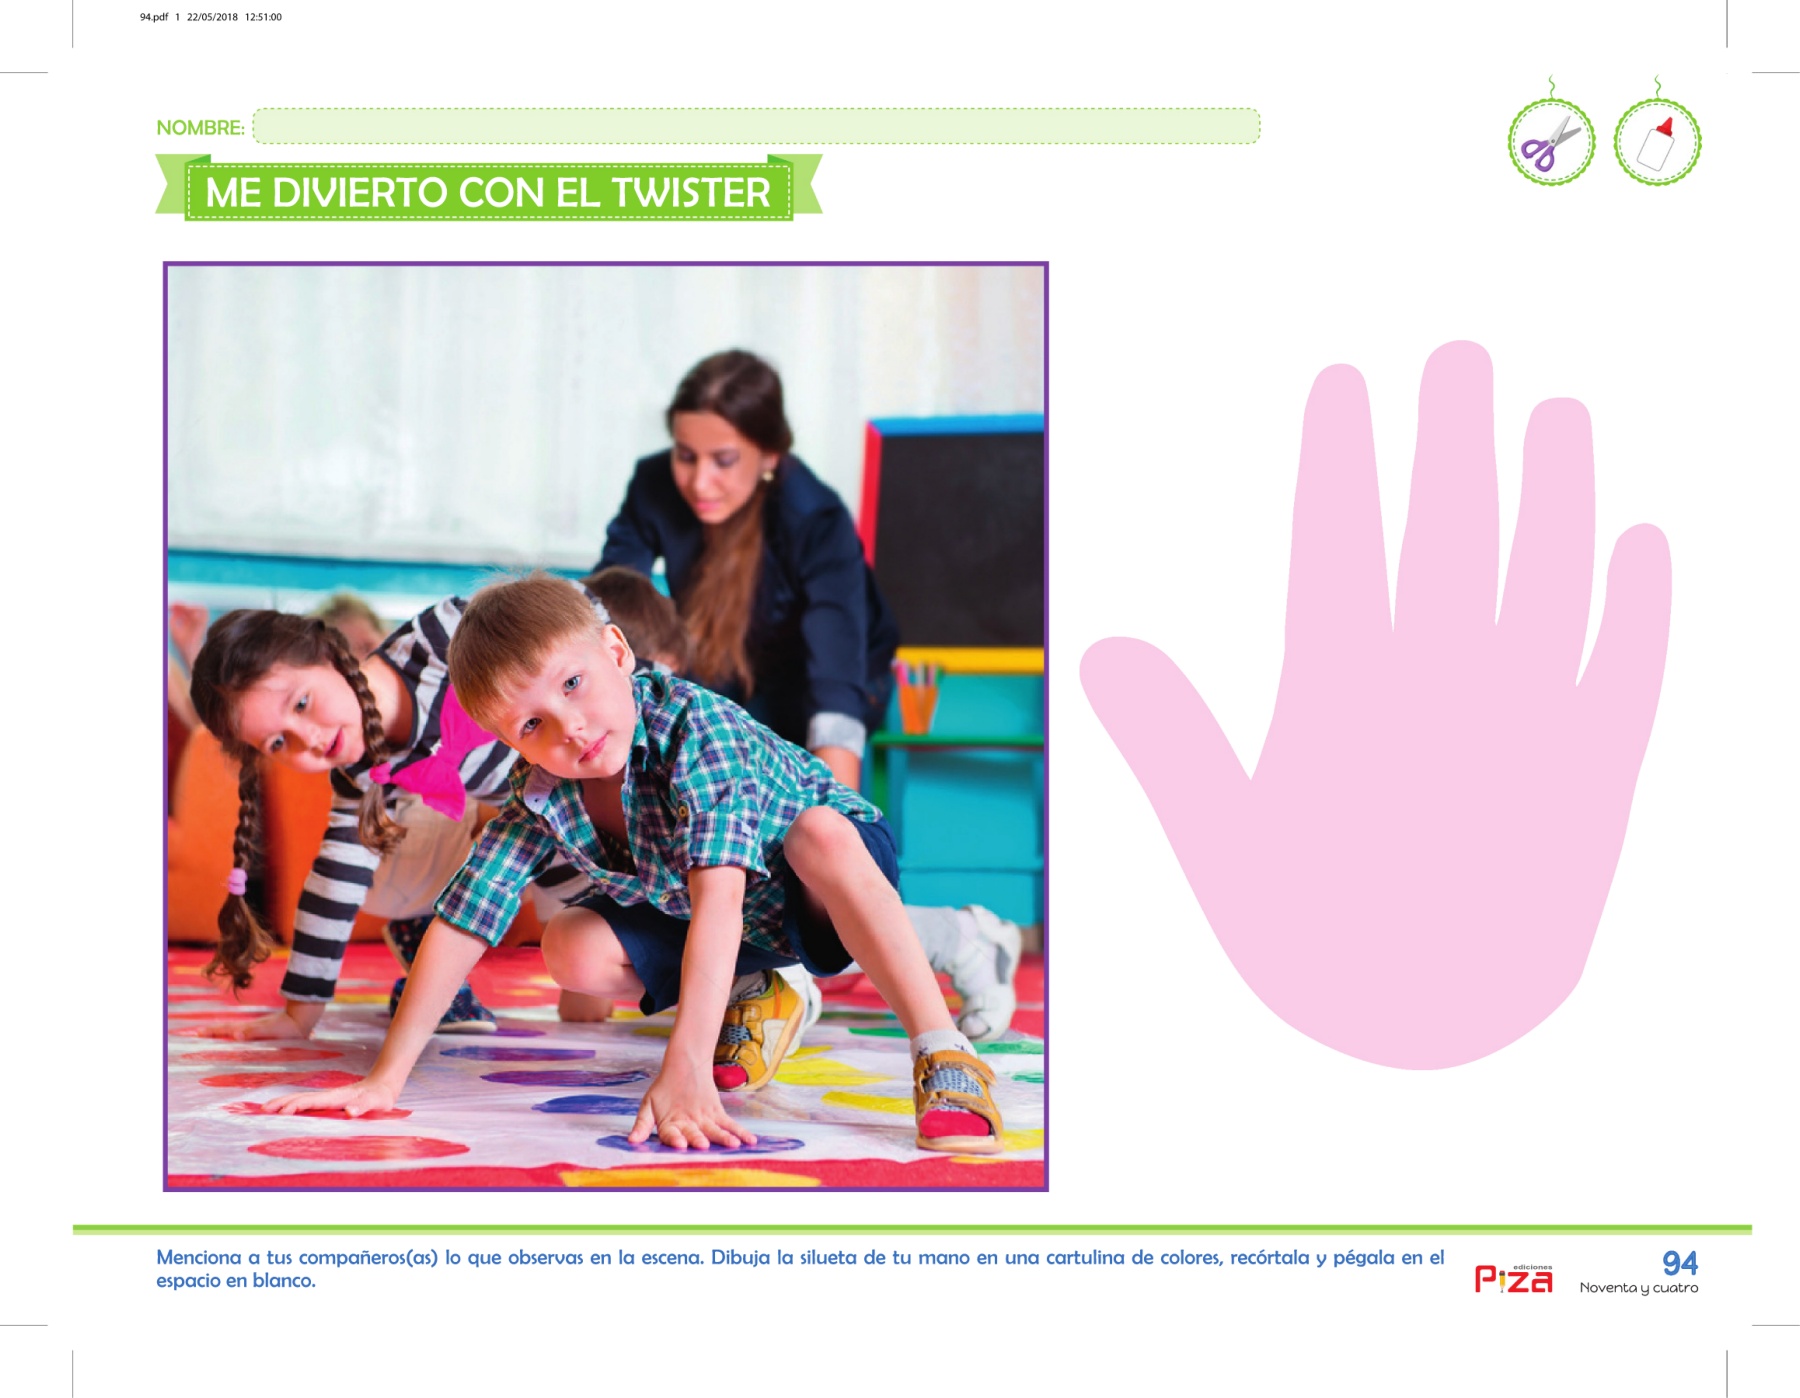 94.pdf 1 22/05/2018 12:51:00
NOMBRE:
ME DIVIERTO CON EL TWISTER
Menciona a tus compañeros(as) lo que observas en la escena. Dibuja la silueta de tu mano en una cartulina de colores, recórtala y pégala en el
espacio en blanco.
ediciones
Piza
94
Noventa y cuatro